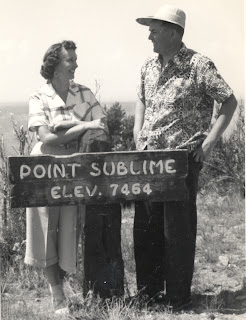 POINT SUBLIME
ELEV. 7464